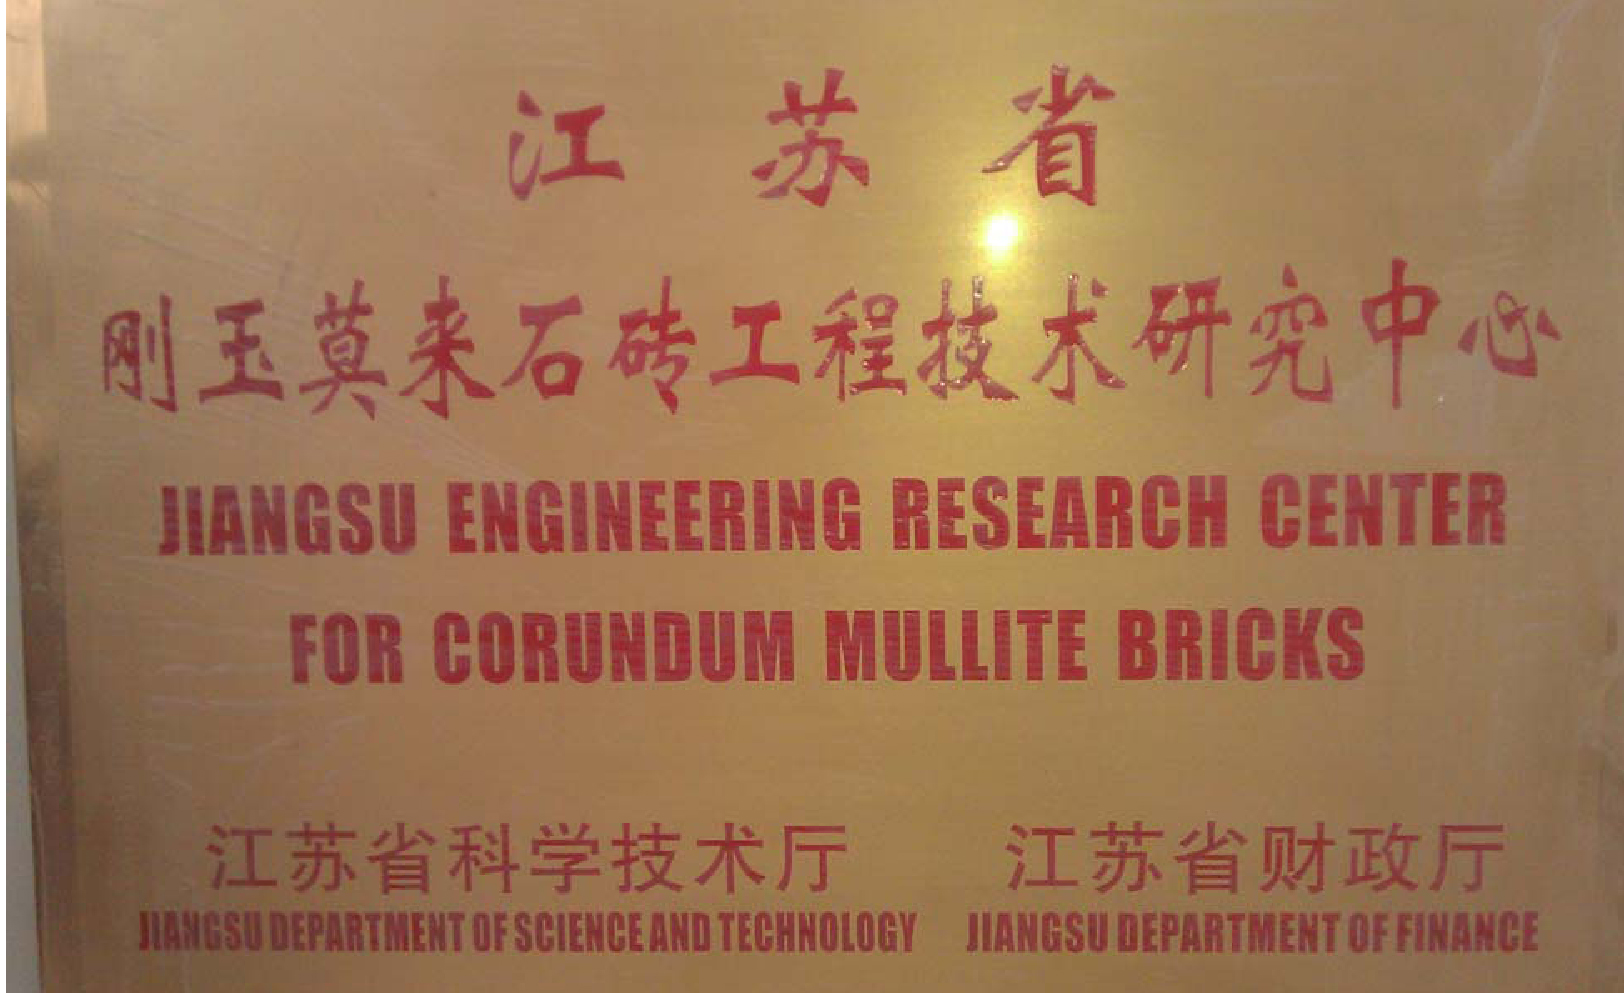 江苏省
刚玉莫来石砖工程技术研究中心
JIANGSU ENGINEERING RESEARCH CENTER
FOR CORUNDUM MULLITE BRICKS
江苏省科学技术厅 江苏省财政厅
JIANGSU DEPARTMENT OF SCIENCE AND TECHNOLOGY JIANGSU DEPARTMENT OF FINANCE